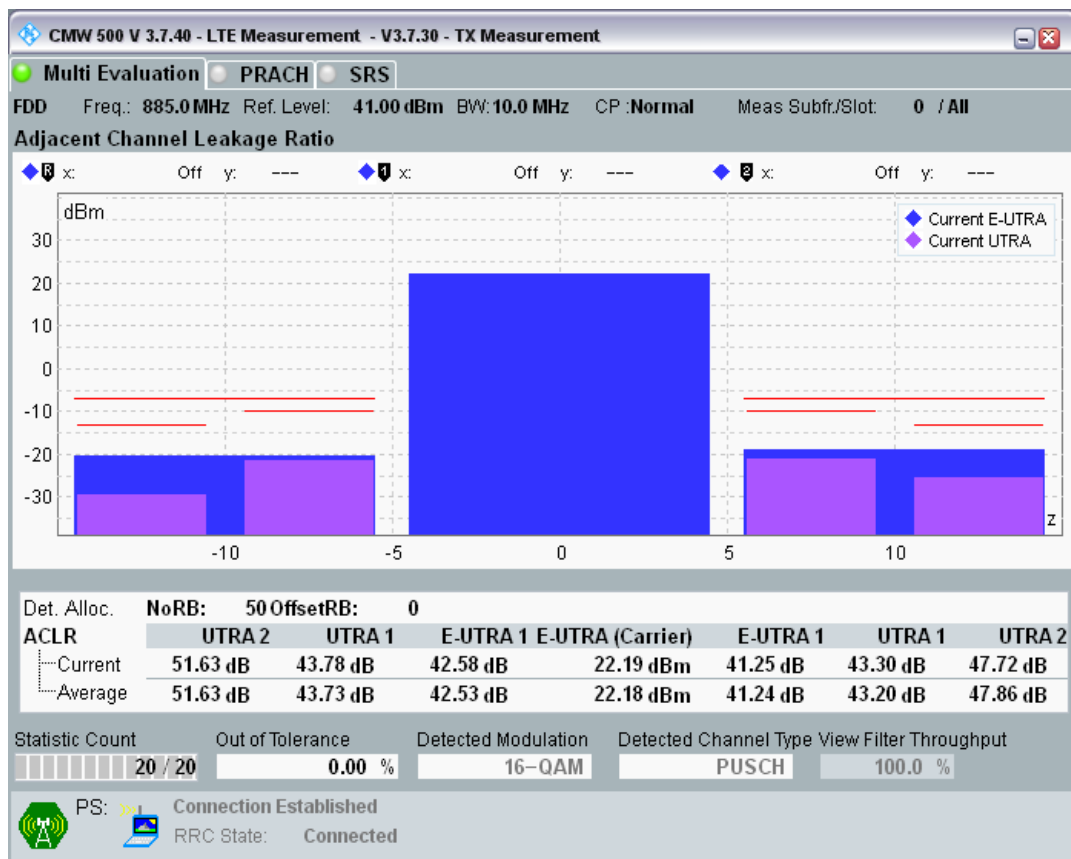 CMW 500 V 3.7.40 - LTE Measurement - V3.7.30 - TX Measurement
Multi Evaluation PRACH SRS
FDD Freq.: 885.0 MHz Ref. Level: 41.00 dBm BW: 10.0 MHz CP :Normal Meas Subfr./Slot: 0 / All
Adjacent Channel Leakage Ratio
R x: Off y: --- 1 x: Off y: --- 2 x: Off y: ---
dBm
Current E-UTRA
Current UTRA
30
20
10
0
-10
-20
-30
z
-10 -5 0 5 10
Det. Alloc. NoRB: 50 OffsetRB: 0
ACLR UTRA 2 UTRA 1 E-UTRA 1 E-UTRA (Carrier) E-UTRA 1 UTRA 1 UTRA 2
Current 51.63 dB 43.78 dB 42.58 dB 22.19 dBm 41.25 dB 43.30 dB 47.72 dB
Average 51.63 dB 43.73 dB 42.53 dB 22.18 dBm 41.24 dB 43.20 dB 47.86 dB
Statistic Count Out of Tolerance Detected Modulation Detected Channel Type View Filter Throughput
20 / 20 0.00 % 16-QAM PUSCH 100.0 %
PS: Connection Established
RRC State: Connected